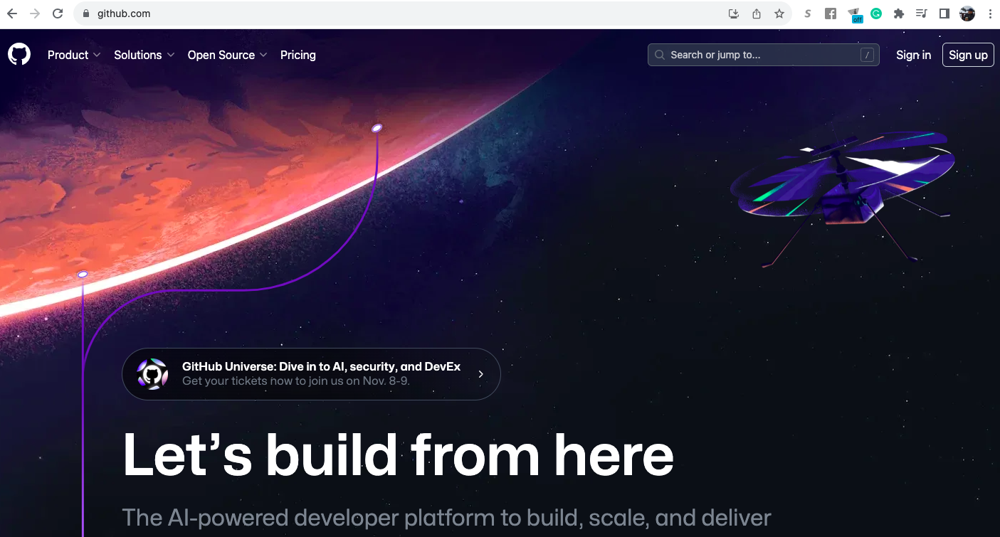 github.com
off
Product Solutions Open Source Pricing Search or jump to... / Sign in Sign up
GitHub Universe: Dive in to AI, security, and DevEx
Get your tickets now to join us on Nov. 8-9.
Let’s build from here
The AI-powered developer platform to build, scale, and deliver